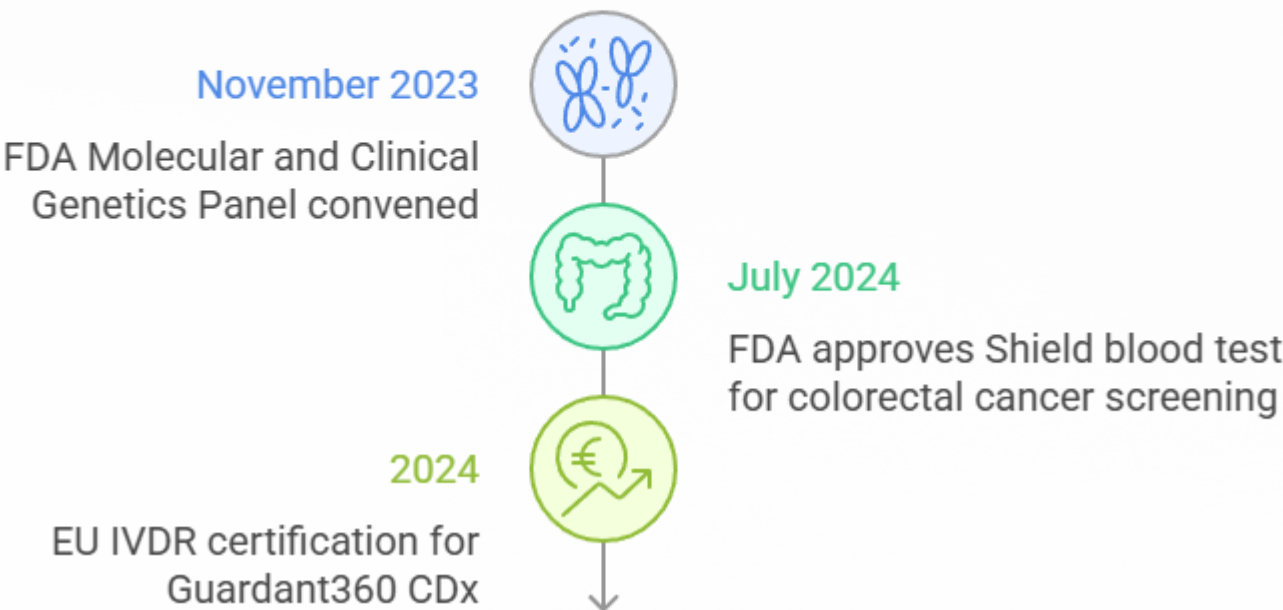 November 2023
FDA Molecular and Clinical
Genetics Panel convened
July 2024
FDA approves Shield blood test
for colorectal cancer screening
2024
EU IVDR certification for
Guardant360 CDx